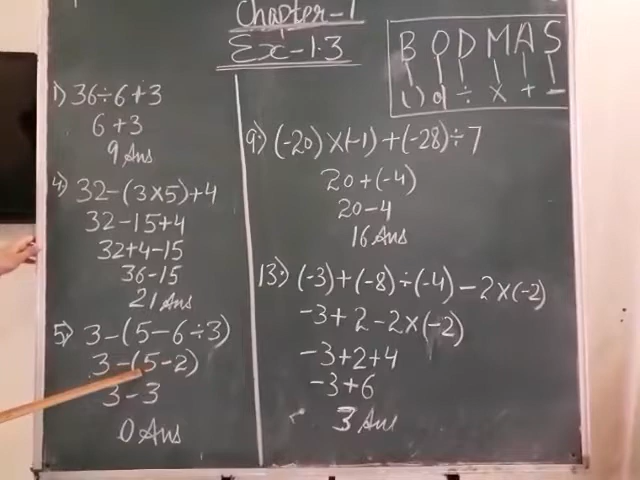 Chapter-1
Ex-1.3
B O D M A S
( ) of ÷ × + −
1) 36÷6+3
6+3
9 Ans
4) 32-(3×5)+4
32-15+4
32+4-15
36-15
21 Ans
5) 3-(5-6÷3)
3-(5-2)
3-3
0 Ans
9) (-20)×(-1)+(-28)÷7
20+(-4)
20-4
16 Ans
13) (-3)+(-8)÷(-4)-2×(-2)
-3+2-2×(-2)
-3+2+4
-3+6
3 Ans